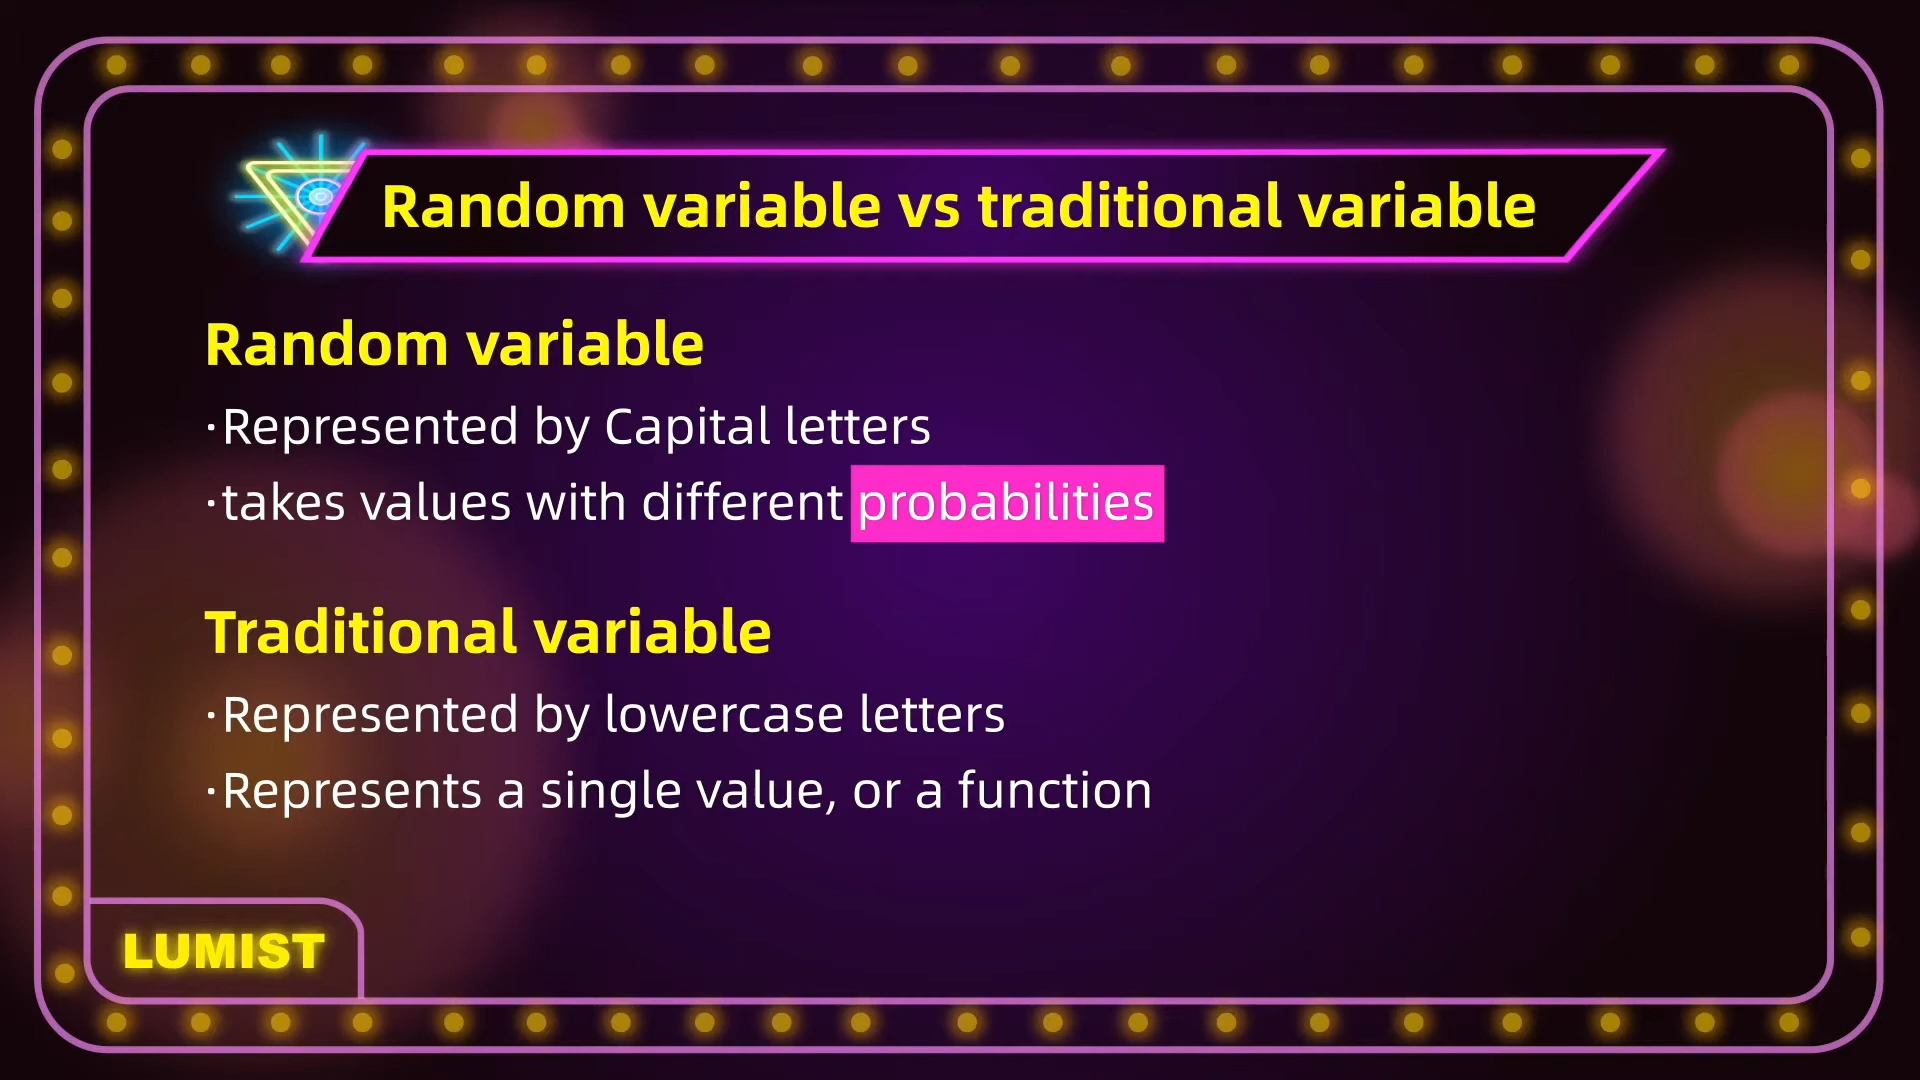 Random variable vs traditional variable
Random variable
·Represented by Capital letters
·takes values with different probabilities
Traditional variable
·Represented by lowercase letters
·Represents a single value, or a function
LUMIST